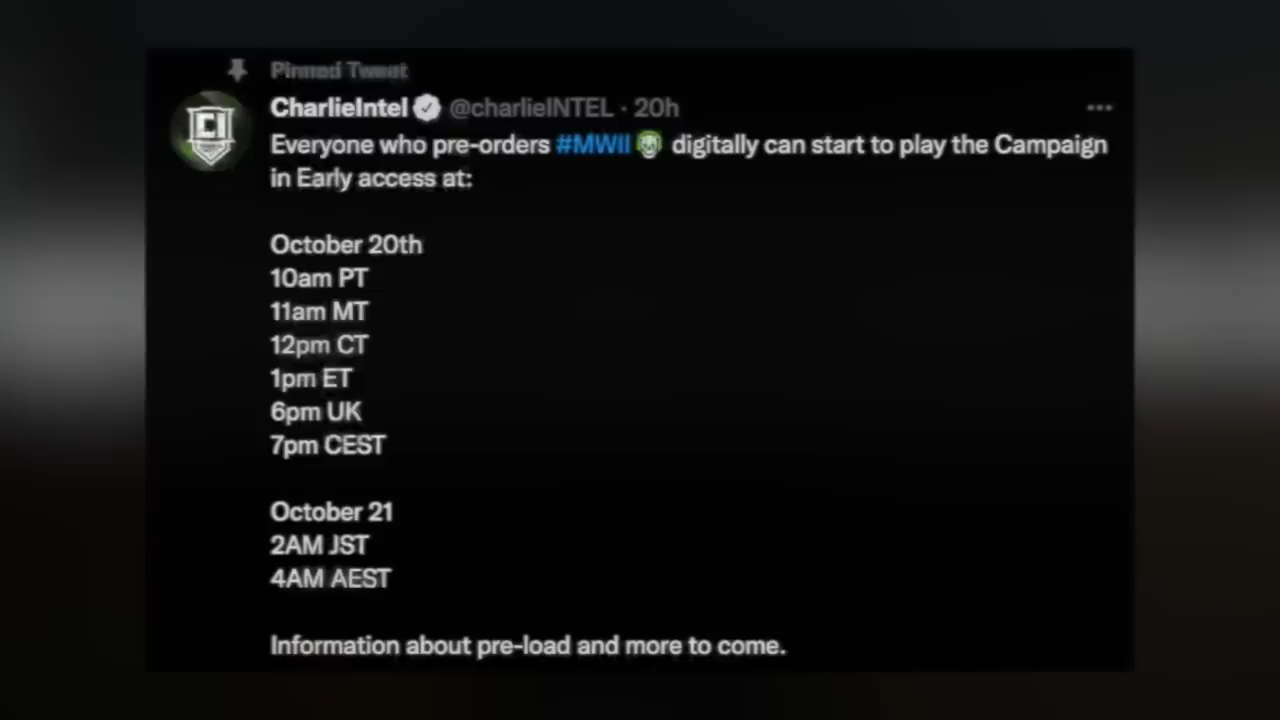 Pinned Tweet
CharlieIntel @charlieINTEL · 20h
Everyone who pre-orders #MWII digitally can start to play the Campaign
in Early access at:
October 20th
10am PT
11am MT
12pm CT
1pm ET
6pm UK
7pm CEST
October 21
2AM JST
4AM AEST
Information about pre-load and more to come.